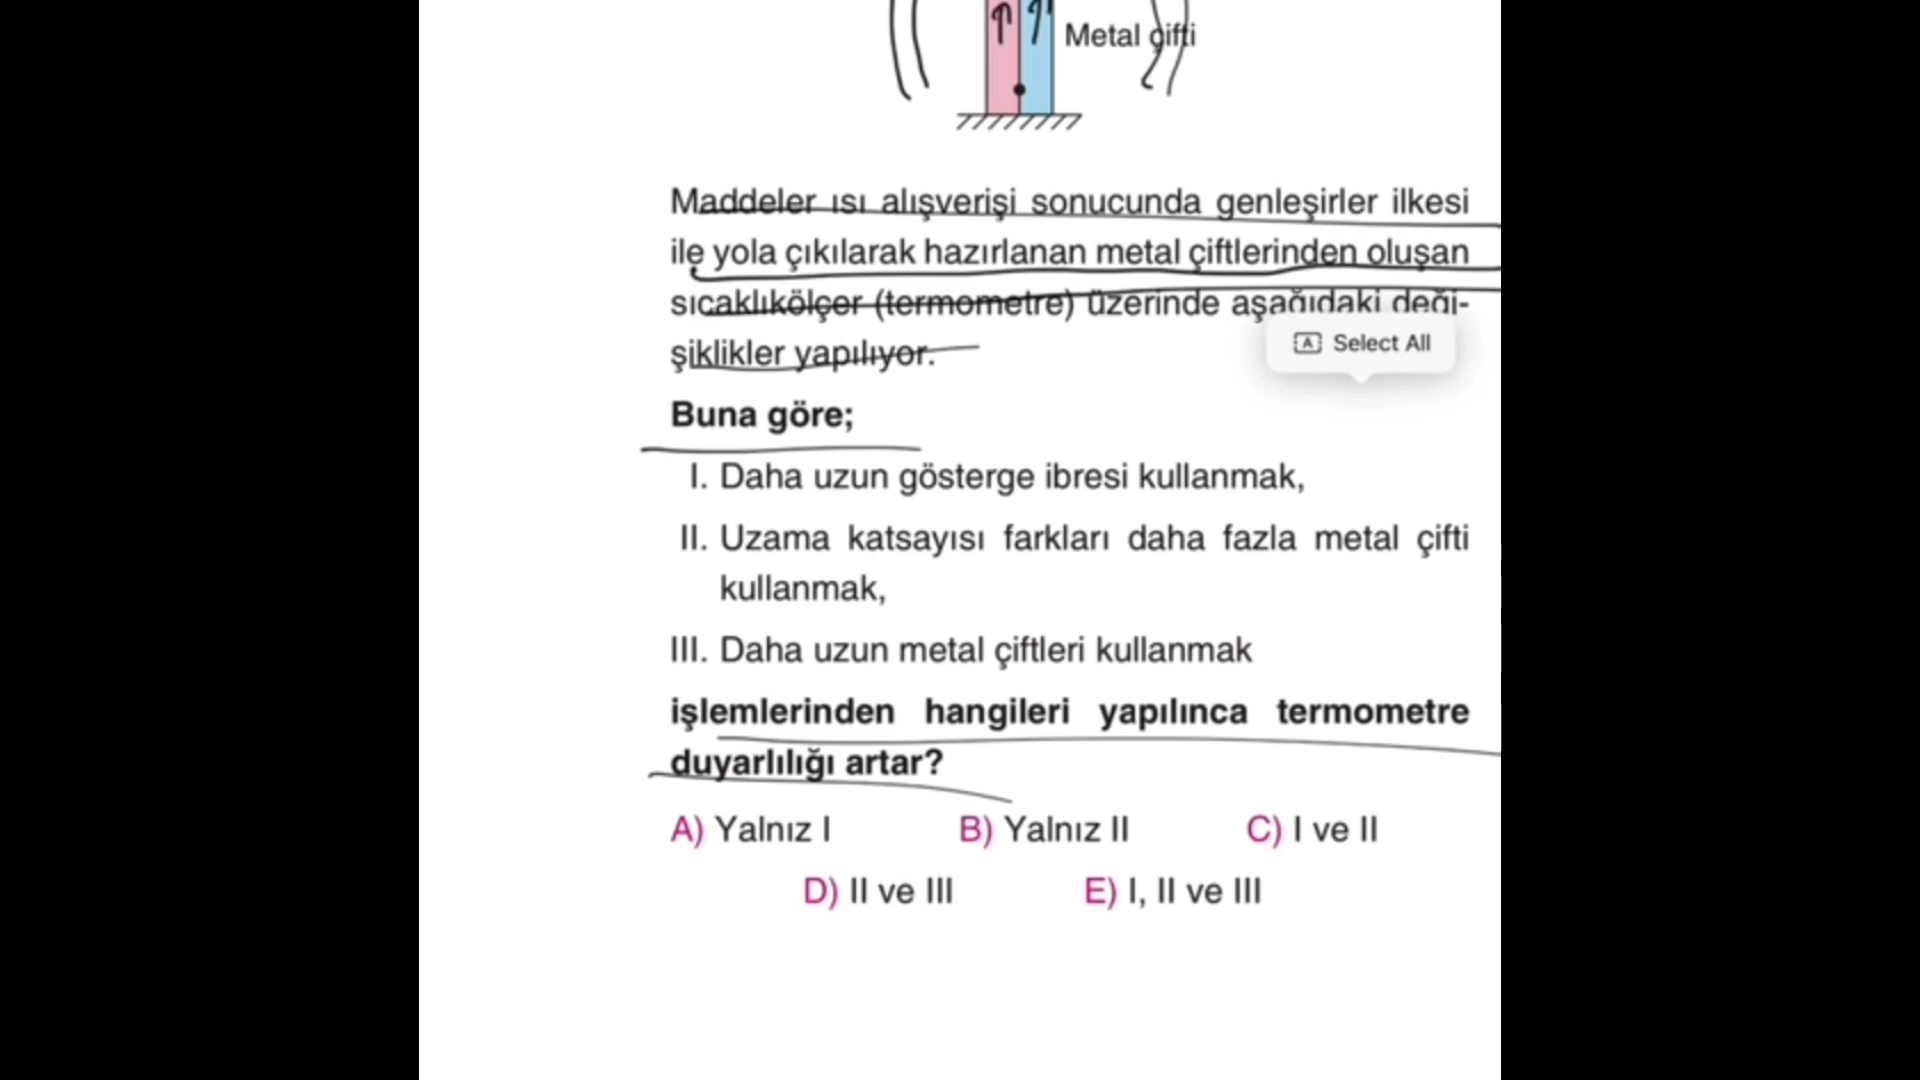 Metal çifti
Maddeler ısı alışverişi sonucunda genleşirler ilkesi
ile yola çıkılarak hazırlanan metal çiftlerinden oluşan
sıcaklıkölçer (termometre) üzerinde aşağıdaki deği-
şiklikler yapılıyor.
Select All
Buna göre;
I. Daha uzun gösterge ibresi kullanmak,
II. Uzama katsayısı farkları daha fazla metal çifti
kullanmak,
III. Daha uzun metal çiftleri kullanmak
işlemlerinden hangileri yapılınca termometre
duyarlılığı artar?
A) Yalnız I B) Yalnız II C) I ve II
D) II ve III E) I, II ve III